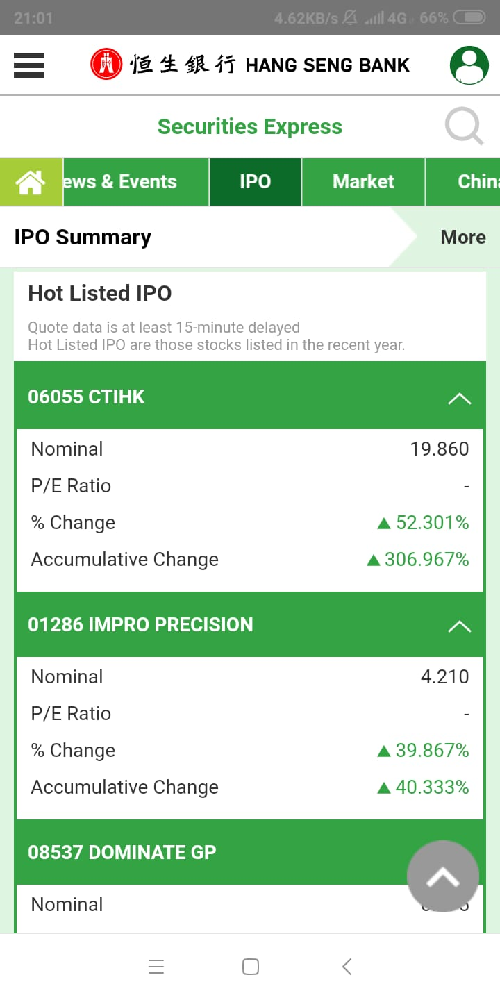 21:01 4.62KB/s 4G 66%
恒生銀行 HANG SENG BANK
Securities Express
ews & Events IPO Market China
IPO Summary More
Hot Listed IPO
Quote data is at least 15-minute delayed
Hot Listed IPO are those stocks listed in the recent year.
06055 CTIHK
Nominal 19.860
P/E Ratio -
% Change ▲ 52.301%
Accumulative Change ▲ 306.967%
01286 IMPRO PRECISION
Nominal 4.210
P/E Ratio -
% Change ▲ 39.867%
Accumulative Change ▲ 40.333%
08537 DOMINATE GP
Nominal